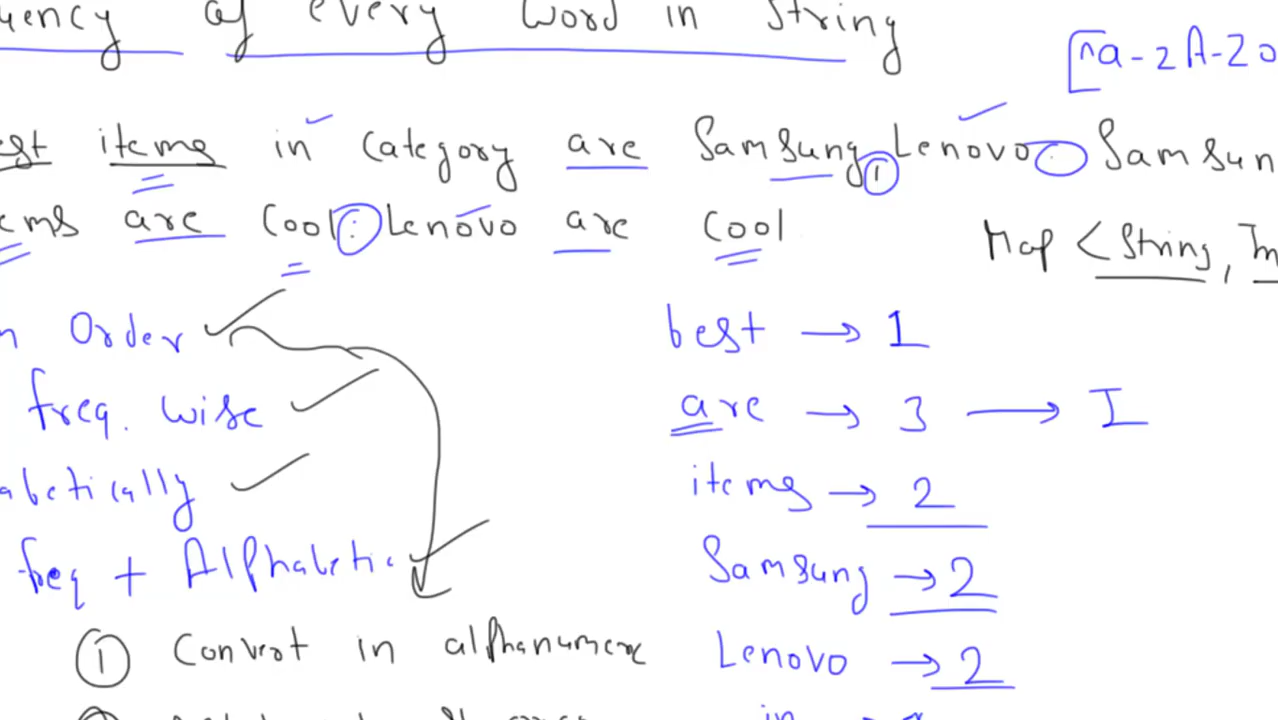 uency of every word in string
[^a-zA-Z0
est items in category are Samsung, Lenovo. Samsun
ems are cool. Lenovo are cool
Map <String, In
n Order
best → 1
freq. wise
are → 3 → I
abetically
items → 2
freq + Alphabetic
Samsung → 2
① Convert in alphanumeric
Lenovo → 2
in